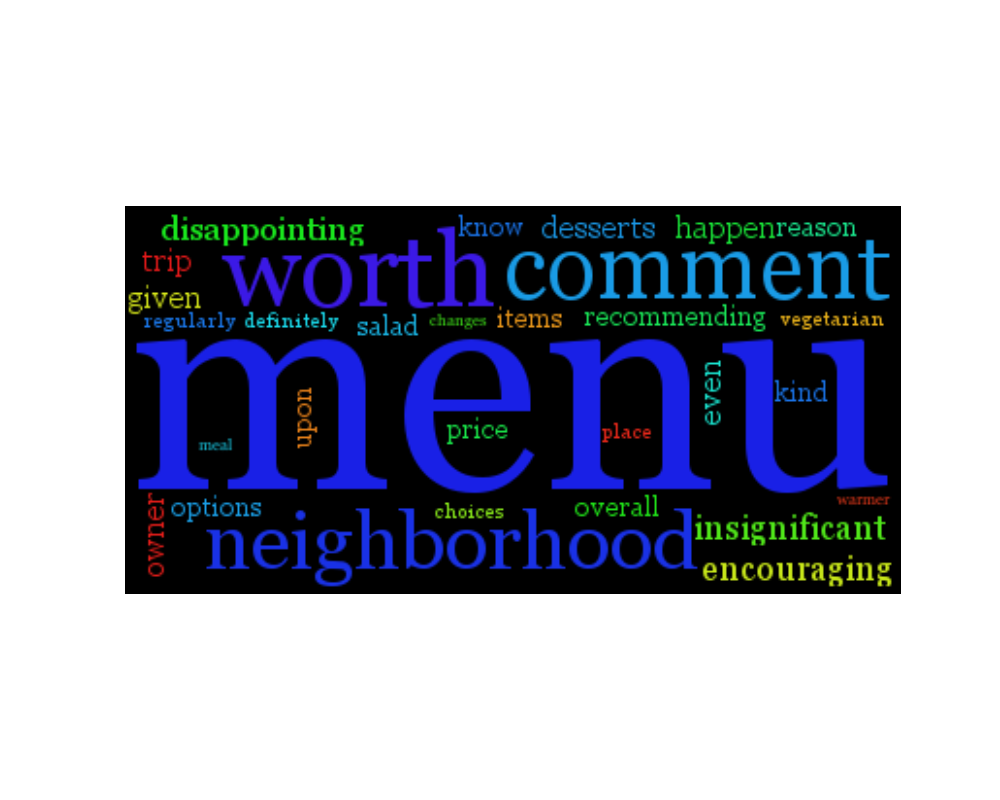 disappointing know desserts happen reason
trip worth comment
given
regularly definitely salad changes items recommending vegetarian
menu
upon even kind
meal price place
owner options choices overall warmer
neighborhood insignificant
encouraging